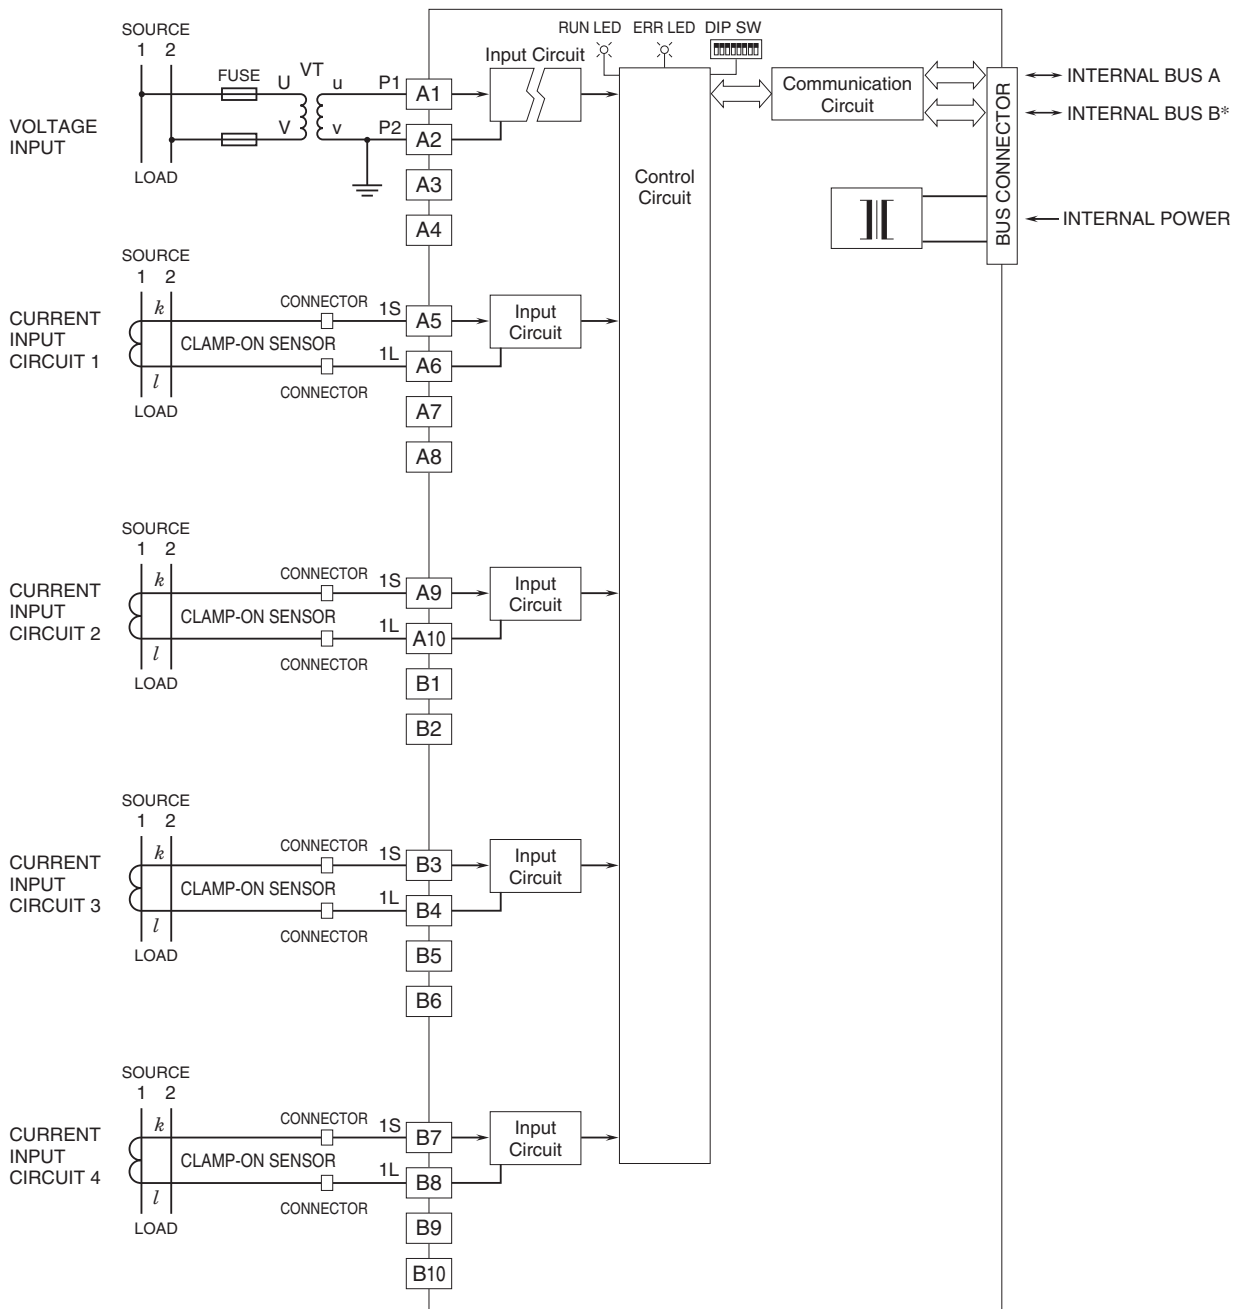 SOURCE
1 2
VOLTAGE
INPUT
FUSE
U VT u P1
V v P2
LOAD
A1
A2
A3
A4
Input Circuit
RUN LED ERR LED DIP SW
Control
Circuit
Communication
Circuit
BUS CONNECTOR
INTERNAL BUS A
INTERNAL BUS B*
INTERNAL POWER
SOURCE
1 2
CURRENT
INPUT
CIRCUIT 1
k
CONNECTOR 1S
CLAMP-ON SENSOR
1L
l
CONNECTOR
LOAD
A5
A6
A7
A8
Input
Circuit
SOURCE
1 2
CURRENT
INPUT
CIRCUIT 2
k
CONNECTOR 1S
CLAMP-ON SENSOR
1L
l
CONNECTOR
LOAD
A9
A10
B1
B2
Input
Circuit
SOURCE
1 2
CURRENT
INPUT
CIRCUIT 3
k
CONNECTOR 1S
CLAMP-ON SENSOR
1L
l
CONNECTOR
LOAD
B3
B4
B5
B6
Input
Circuit
SOURCE
1 2
CURRENT
INPUT
CIRCUIT 4
k
CONNECTOR 1S
CLAMP-ON SENSOR
1L
l
CONNECTOR
LOAD
B7
B8
B9
B10
Input
Circuit